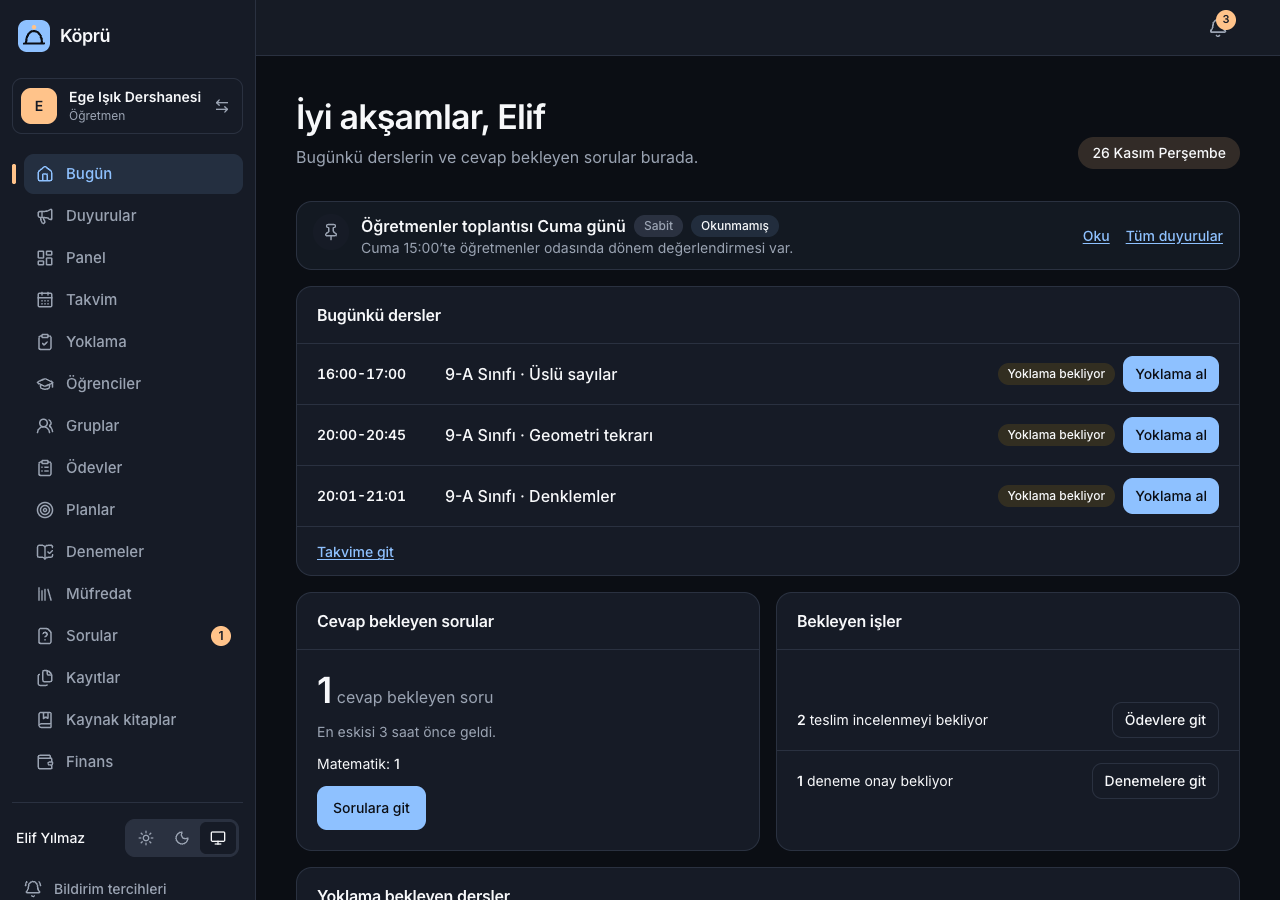 Köprü
3
E
Ege Işık Dershanesi
Öğretmen
Bugün
Duyurular
Panel
Takvim
Yoklama
Öğrenciler
Gruplar
Ödevler
Planlar
Denemeler
Müfredat
Sorular 1
Kayıtlar
Kaynak kitaplar
Finans
Elif Yılmaz
Bildirim tercihleri
İyi akşamlar, Elif
Bugünkü derslerin ve cevap bekleyen sorular burada.
26 Kasım Perşembe
Öğretmenler toplantısı Cuma günü Sabit Okunmamış
Cuma 15:00’te öğretmenler odasında dönem değerlendirmesi var.
Oku Tüm duyurular
Bugünkü dersler
16:00-17:00 9-A Sınıfı · Üslü sayılar Yoklama bekliyor Yoklama al
20:00-20:45 9-A Sınıfı · Geometri tekrarı Yoklama bekliyor Yoklama al
20:01-21:01 9-A Sınıfı · Denklemler Yoklama bekliyor Yoklama al
Takvime git
Cevap bekleyen sorular
1 cevap bekleyen soru
En eskisi 3 saat önce geldi.
Matematik: 1
Sorulara git
Bekleyen işler
2 teslim incelenmeyi bekliyor Ödevlere git
1 deneme onay bekliyor Denemelere git
Yoklama bekleyen dersler